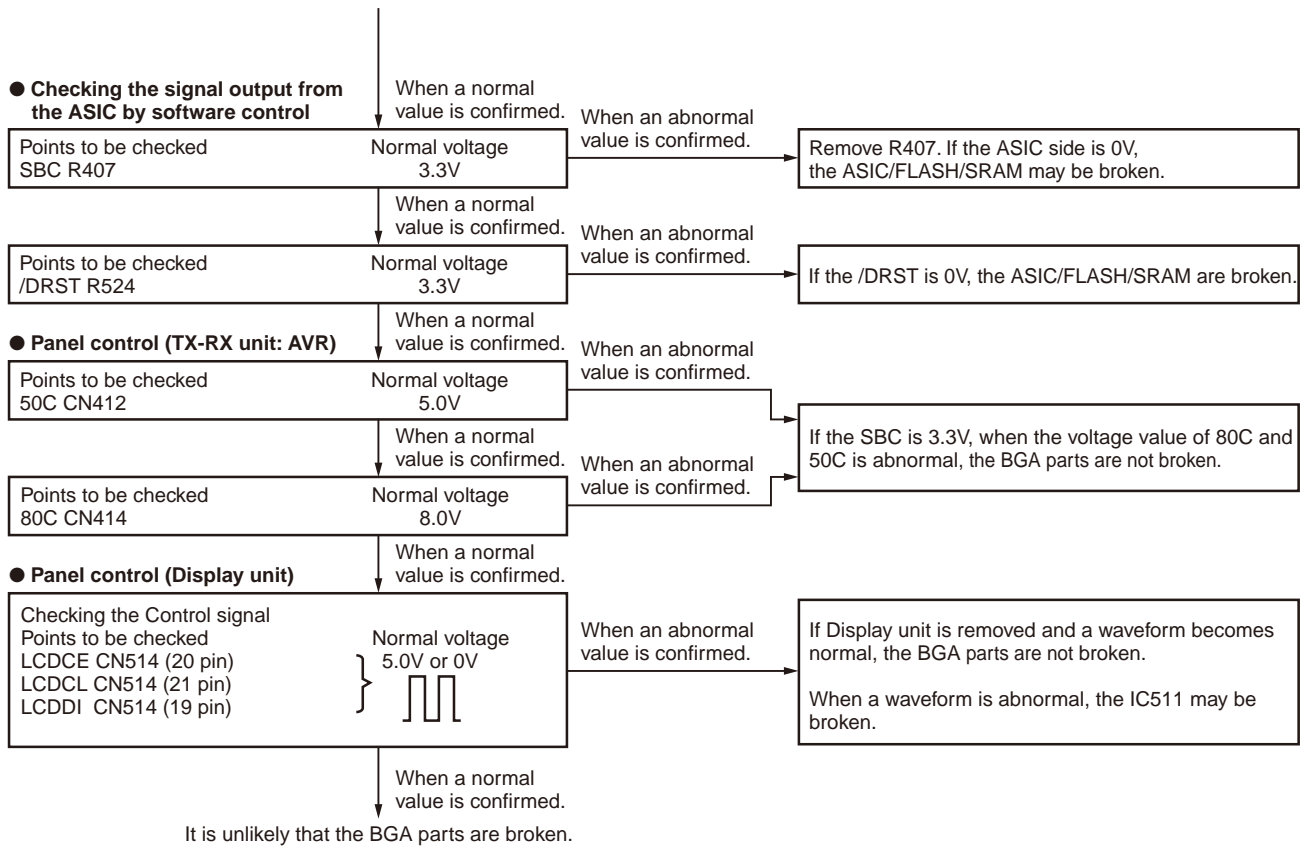 ● Checking the signal output from
the ASIC by software control
When a normal
value is confirmed.
When an abnormal
value is confirmed.
Points to be checked Normal voltage
SBC R407 3.3V
Remove R407. If the ASIC side is 0V,
the ASIC/FLASH/SRAM may be broken.
When a normal
value is confirmed.
When an abnormal
value is confirmed.
Points to be checked Normal voltage
/DRST R524 3.3V
If the /DRST is 0V, the ASIC/FLASH/SRAM are broken.
When a normal
value is confirmed.
● Panel control (TX-RX unit: AVR)
When an abnormal
value is confirmed.
Points to be checked Normal voltage
50C CN412 5.0V
If the SBC is 3.3V, when the voltage value of 80C and
50C is abnormal, the BGA parts are not broken.
When a normal
value is confirmed.
When an abnormal
value is confirmed.
Points to be checked Normal voltage
80C CN414 8.0V
When a normal
value is confirmed.
● Panel control (Display unit)
Checking the Control signal
Points to be checked Normal voltage
LCDCE CN514 (20 pin) 5.0V or 0V
LCDCL CN514 (21 pin)
LCDDI CN514 (19 pin)
When an abnormal
value is confirmed.
If Display unit is removed and a waveform becomes
normal, the BGA parts are not broken.
When a waveform is abnormal, the IC511 may be
broken.
When a normal
value is confirmed.
It is unlikely that the BGA parts are broken.